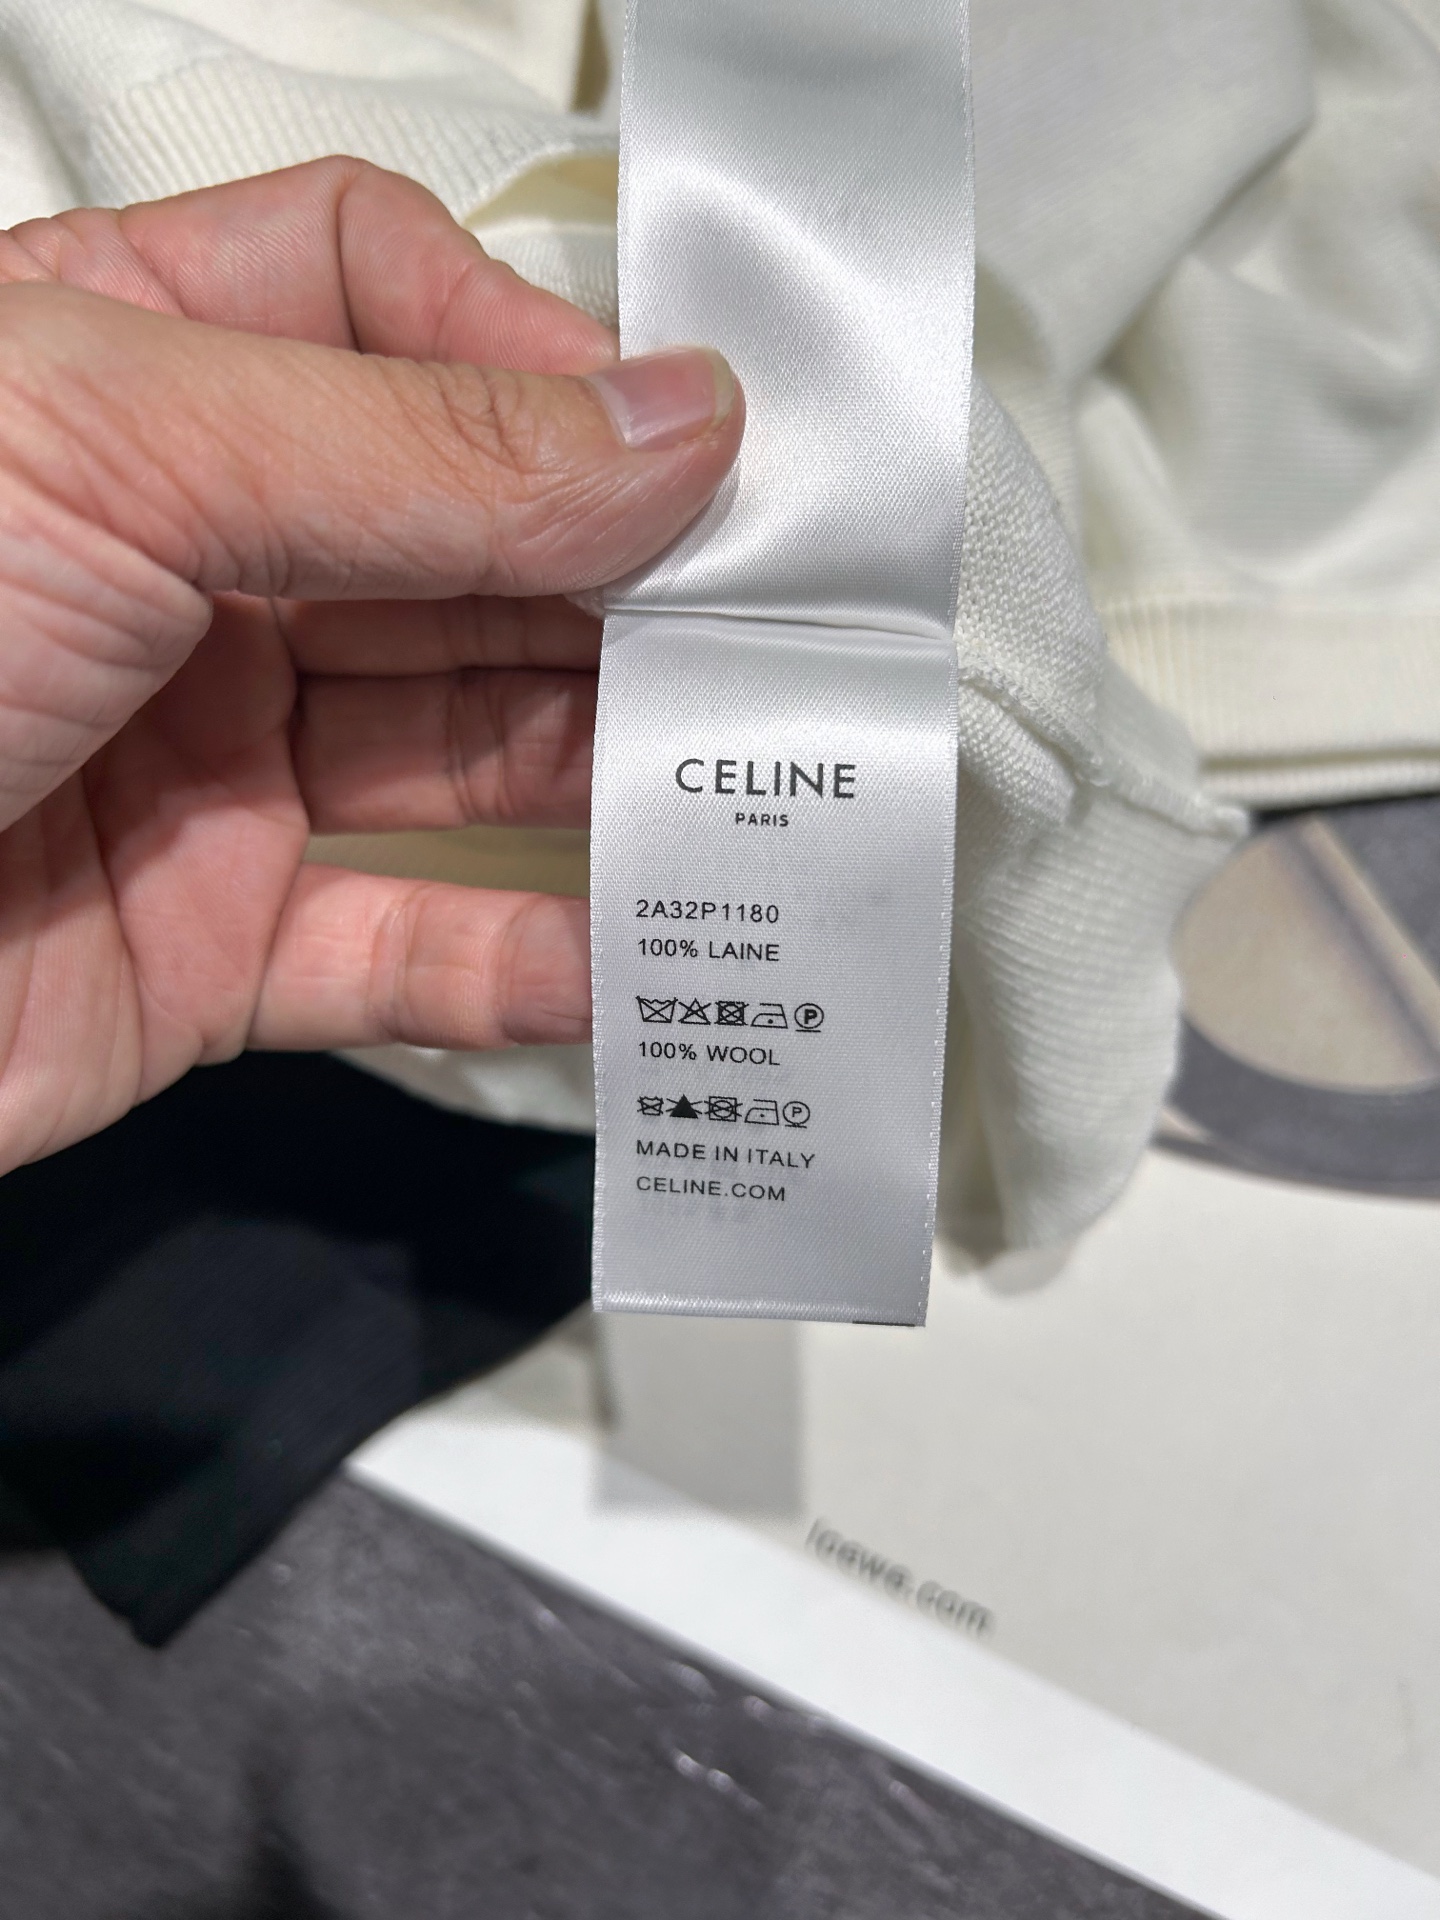 CELINE
PARIS
2A32P1180
100% LAINE
P
100% WOOL
P
MADE IN ITALY
CELINE.COM
loewe.com